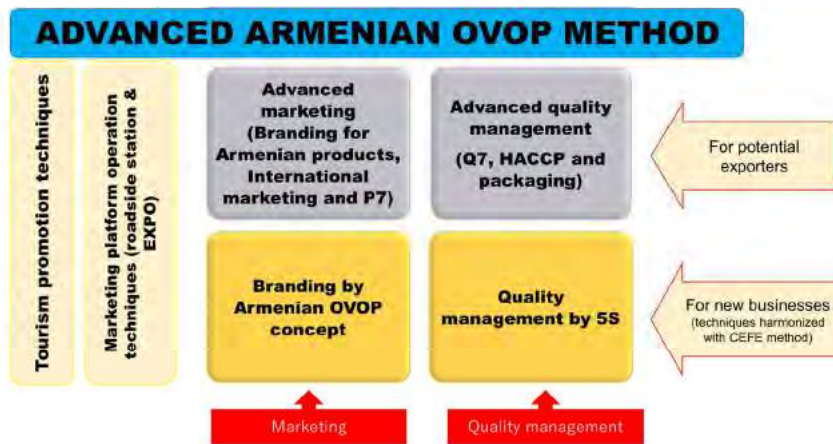 ADVANCED ARMENIAN OVOP METHOD
Tourism promotion techniques
Marketing platform operation
techniques (roadside station &
EXPO)
Advanced
marketing
(Branding for
Armenian products,
International
marketing and P7)
Advanced quality
management
(Q7, HACCP and
packaging)
For potential
exporters
Branding by
Armenian OVOP
concept
Quality
management by 5S
For new businesses
(techniques harmonized
with CEFE method)
Marketing
Quality management